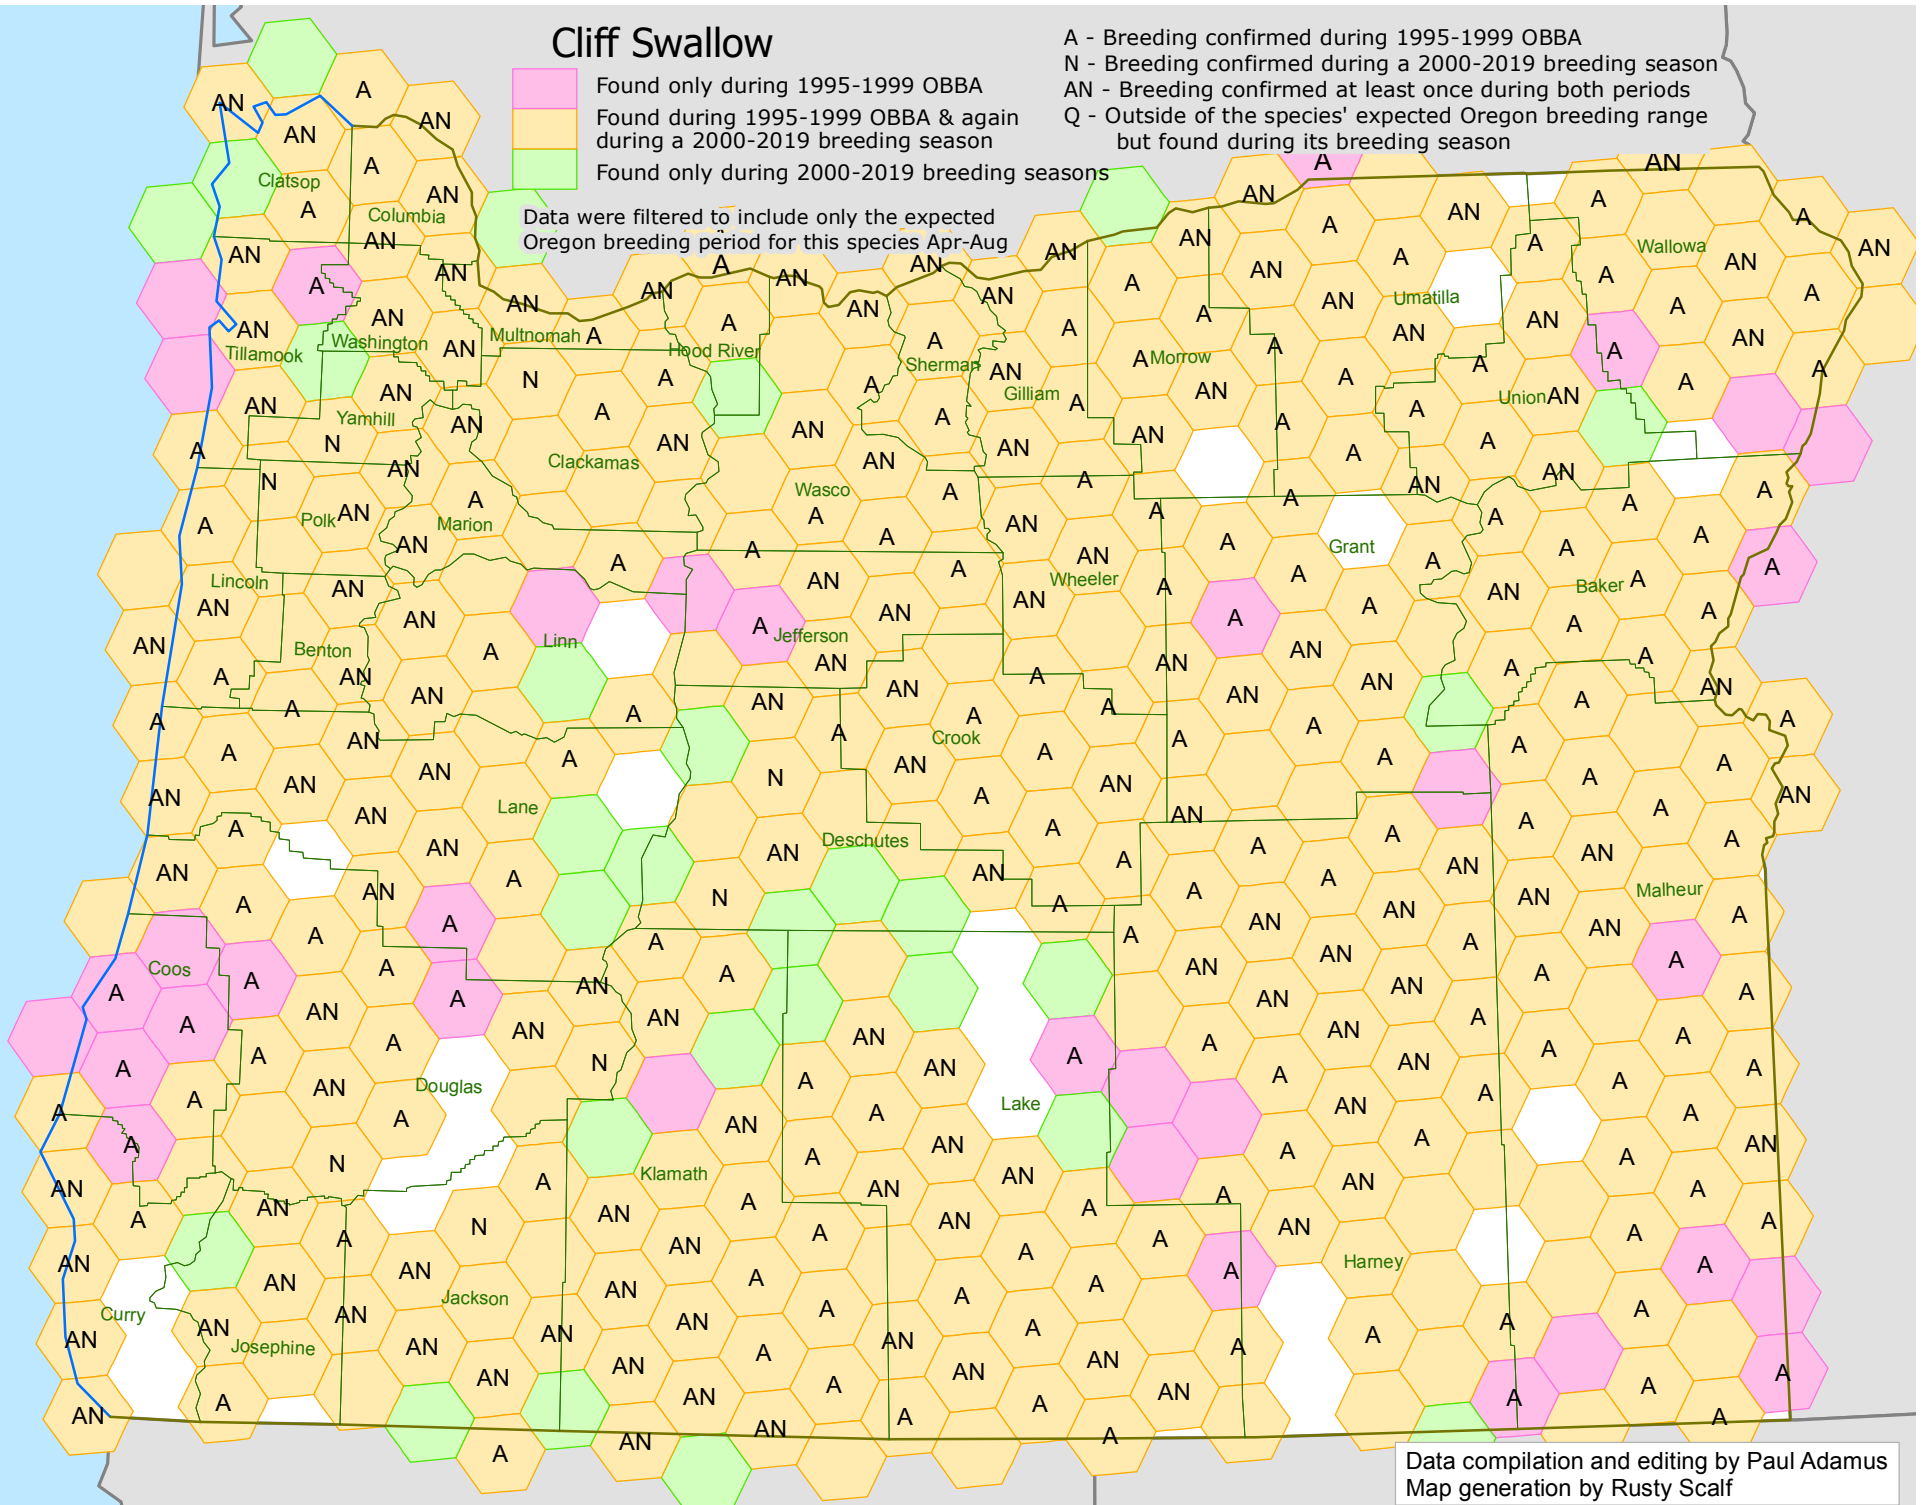 Cliff Swallow
Found only during 1995-1999 OBBA
Found during 1995-1999 OBBA & again
during a 2000-2019 breeding season
Found only during 2000-2019 breeding seasons
Data were filtered to include only the expected
Oregon breeding period for this species Apr-Aug
A - Breeding confirmed during 1995-1999 OBBA
N - Breeding confirmed during a 2000-2019 breeding season
AN - Breeding confirmed at least once during both periods
Q - Outside of the species' expected Oregon breeding range
but found during its breeding season
Clatsop
Columbia
Tillamook
Washington
Multnomah
Hood River
Sherman
Gilliam
Morrow
Umatilla
Wallowa
Union
Yamhill
Clackamas
Wasco
Polk
Marion
Lincoln
Benton
Linn
Jefferson
Wheeler
Grant
Baker
Crook
Lane
Deschutes
Malheur
Coos
Douglas
Lake
Klamath
Harney
Curry
Josephine
Jackson
Data compilation and editing by Paul Adamus
Map generation by Rusty Scalf